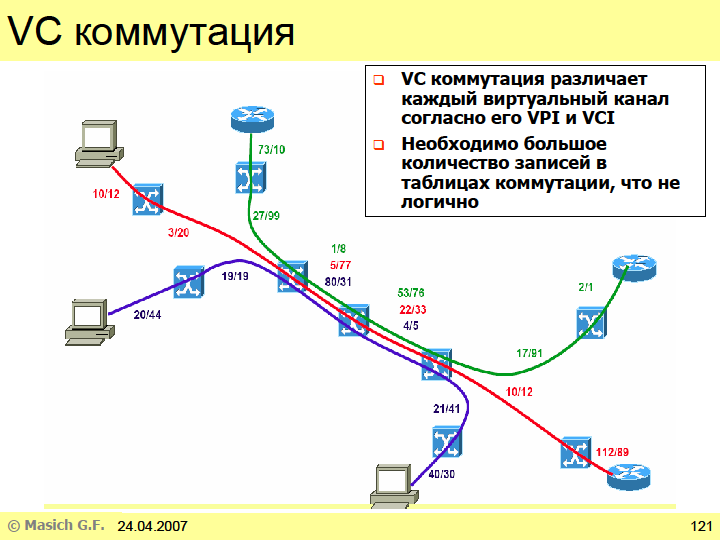 VC коммутация
VC коммутация различает
каждый виртуальный канал
согласно его VPI и VCI
Необходимо большое
количество записей в
таблицах коммутации, что не
логично
73/10
10/12
27/99
3/20
1/8
5/77
80/31
19/19
20/44
53/76
22/33
4/5
2/1
17/91
10/12
21/41
112/89
40/30
© Masich G.F. 24.04.2007 121